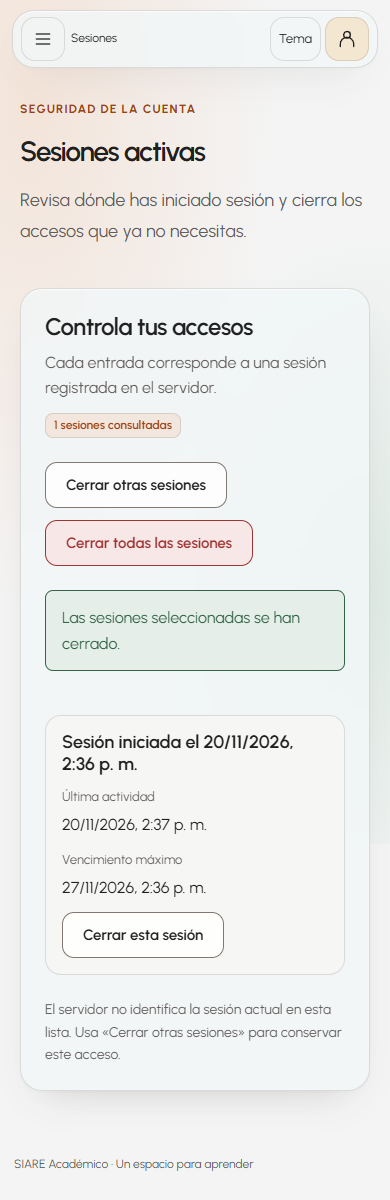 Sesiones
Tema
SEGURIDAD DE LA CUENTA
Sesiones activas
Revisa dónde has iniciado sesión y cierra los
accesos que ya no necesitas.
Controla tus accesos
Cada entrada corresponde a una sesión
registrada en el servidor.
1 sesiones consultadas
Cerrar otras sesiones
Cerrar todas las sesiones
Las sesiones seleccionadas se han
cerrado.
Sesión iniciada el 20/11/2026,
2:36 p. m.
Última actividad
20/11/2026, 2:37 p. m.
Vencimiento máximo
27/11/2026, 2:36 p. m.
Cerrar esta sesión
El servidor no identifica la sesión actual en esta
lista. Usa «Cerrar otras sesiones» para conservar
este acceso.
SIARE Académico · Un espacio para aprender